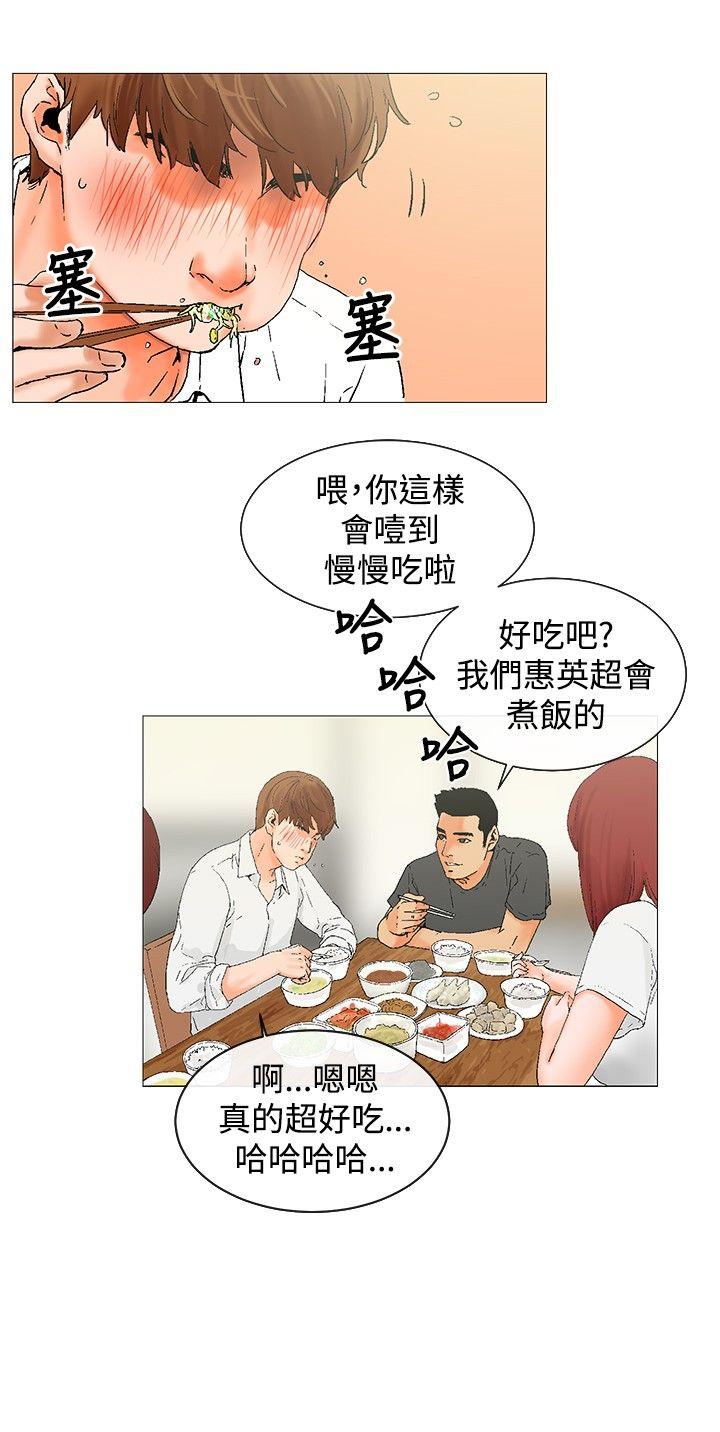 塞
塞
喂，你這樣
會噎到
慢慢吃啦
哈
哈
哈
好吃吧?
我們惠英超會
煮飯的
啊...嗯嗯
真的超好吃...
哈哈哈哈...